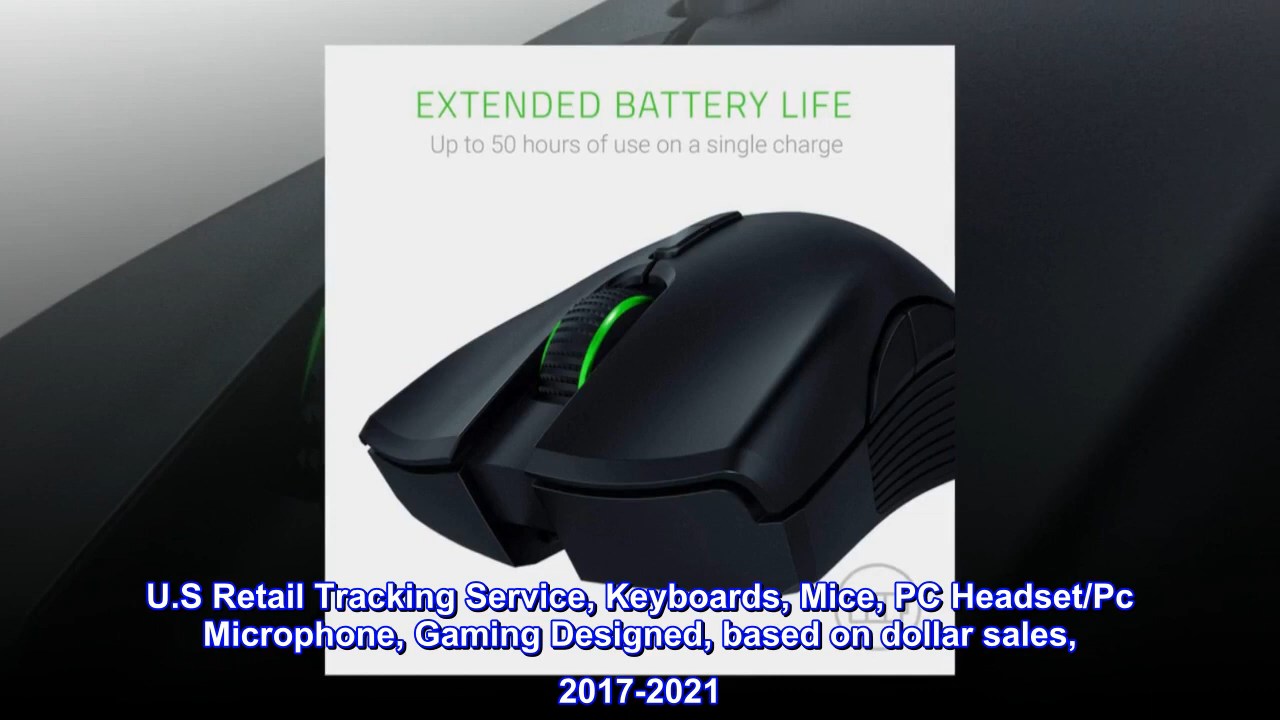 EXTENDED BATTERY LIFE
Up to 50 hours of use on a single charge
U.S Retail Tracking Service, Keyboards, Mice, PC Headset/Pc
Microphone, Gaming Designed, based on dollar sales,
2017-2021